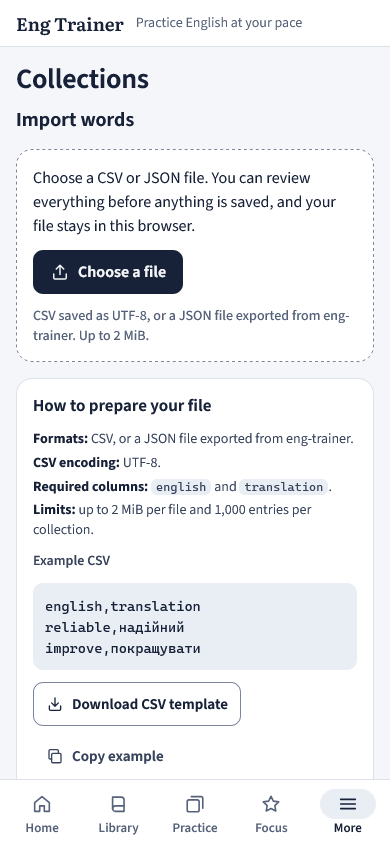 Eng Trainer
Practice English at your pace
Collections
Import words
Choose a CSV or JSON file. You can review
everything before anything is saved, and your
file stays in this browser.
Choose a file
CSV saved as UTF-8, or a JSON file exported from eng-
trainer. Up to 2 MiB.
How to prepare your file
Formats: CSV, or a JSON file exported from eng-trainer.
CSV encoding: UTF-8.
Required columns: english and translation.
Limits: up to 2 MiB per file and 1,000 entries per
collection.
Example CSV
english,translation
reliable,надійний
improve,покращувати
Download CSV template
Copy example
Home
Library
Practice
Focus
More